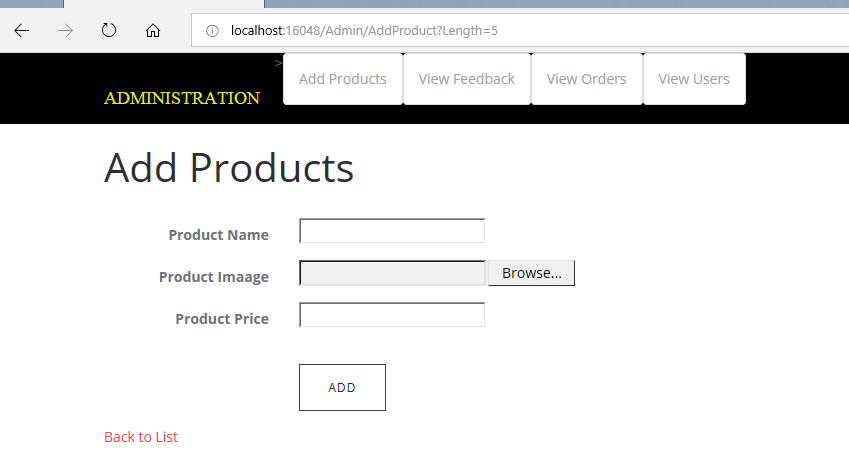 localhost:16048/Admin/AddProduct?Length=5
>
ADMINISTRATION
Add Products View Feedback View Orders View Users
Add Products
Product Name
Product Imaage Browse...
Product Price
ADD
Back to List